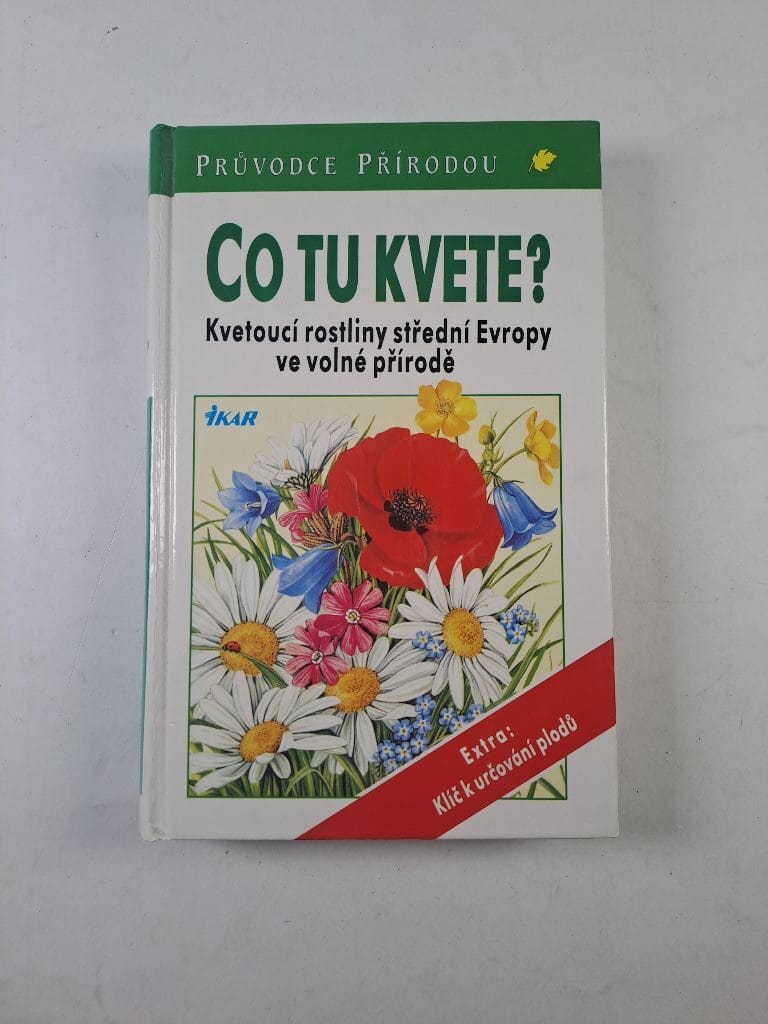 PRŮVODCE PŘÍRODOU
CO TU KVETE?
Kvetoucí rostliny střední Evropy
ve volné přírodě
IKAR
Extra:
Klíč k určování plodů